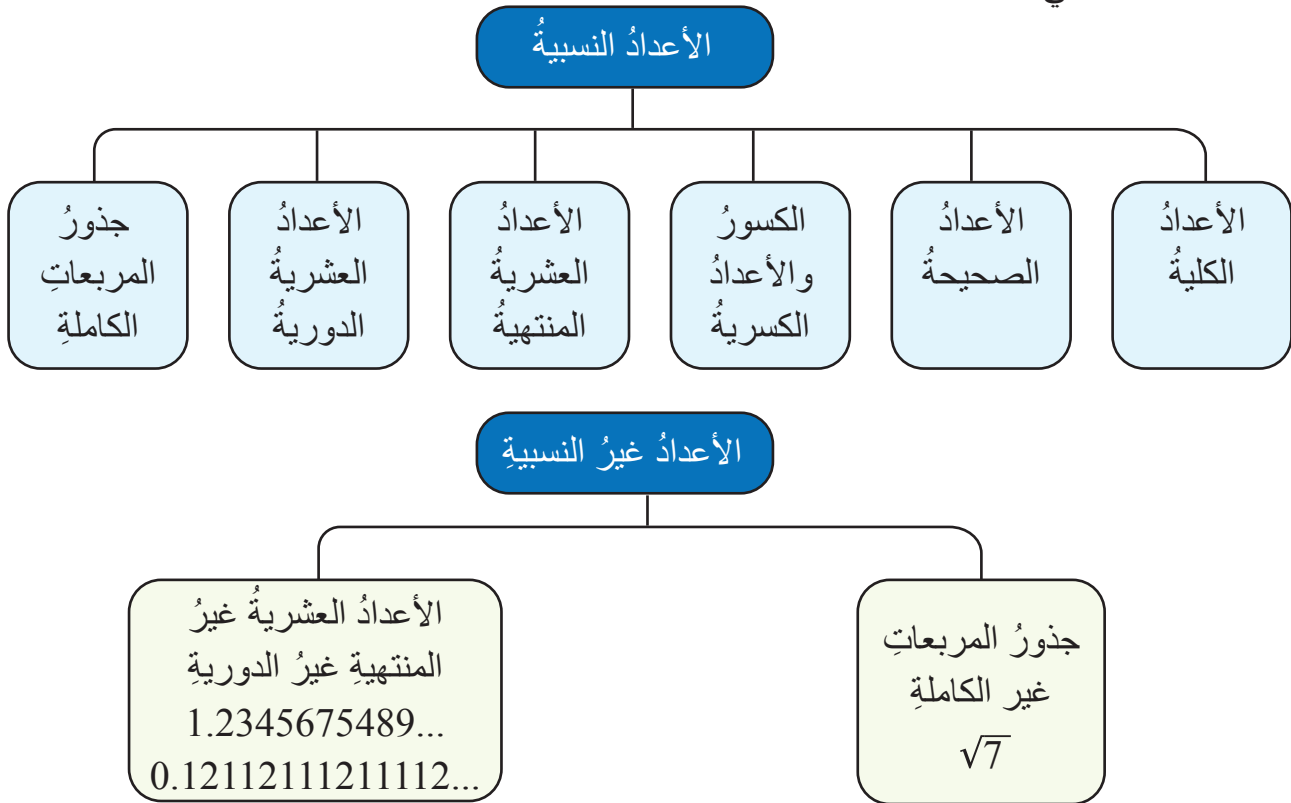 في
الأعدادُ النسبيةُ
الأعدادُ
الكليةُ
الأعدادُ
الصحيحةُ
الكسورُ
والأعدادُ
الكسريةُ
الأعدادُ
العشريةُ
المنتهيةُ
الأعدادُ
العشريةُ
الدوريةُ
جذورُ
المربعاتِ
الكاملةِ
الأعدادُ غيرُ النسبيةِ
جذورُ المربعاتِ
غير الكاملةِ
√7
الأعدادُ العشريةُ غيرُ
المنتهيةِ غيرُ الدوريةِ
1.2345675489...
0.12112111211112...